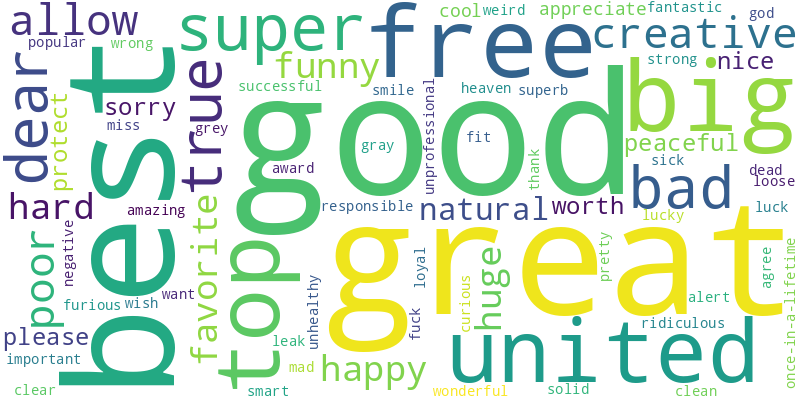 allow
popular
wrong
super
free
cool
weird
appreciate
fantastic
god
creative
funny
strong
nice
dear
protect
best
sorry
miss
true
grey
successful
smile
heaven
superb
big
good
gray
unprofessional
fit
thank
peaceful
sick
dead
loose
award
hard
amazing
responsible
natural
worth
bad
lucky
luck
poor
negative
furious
wish
want
favorite
top
great
unhealthy
loyal
fuck
curious
huge
pretty
alert
agree
once-in-a-lifetime
please
important
leak
united
ridiculous
clear
mad
smart
happy
wonderful
solid
clean